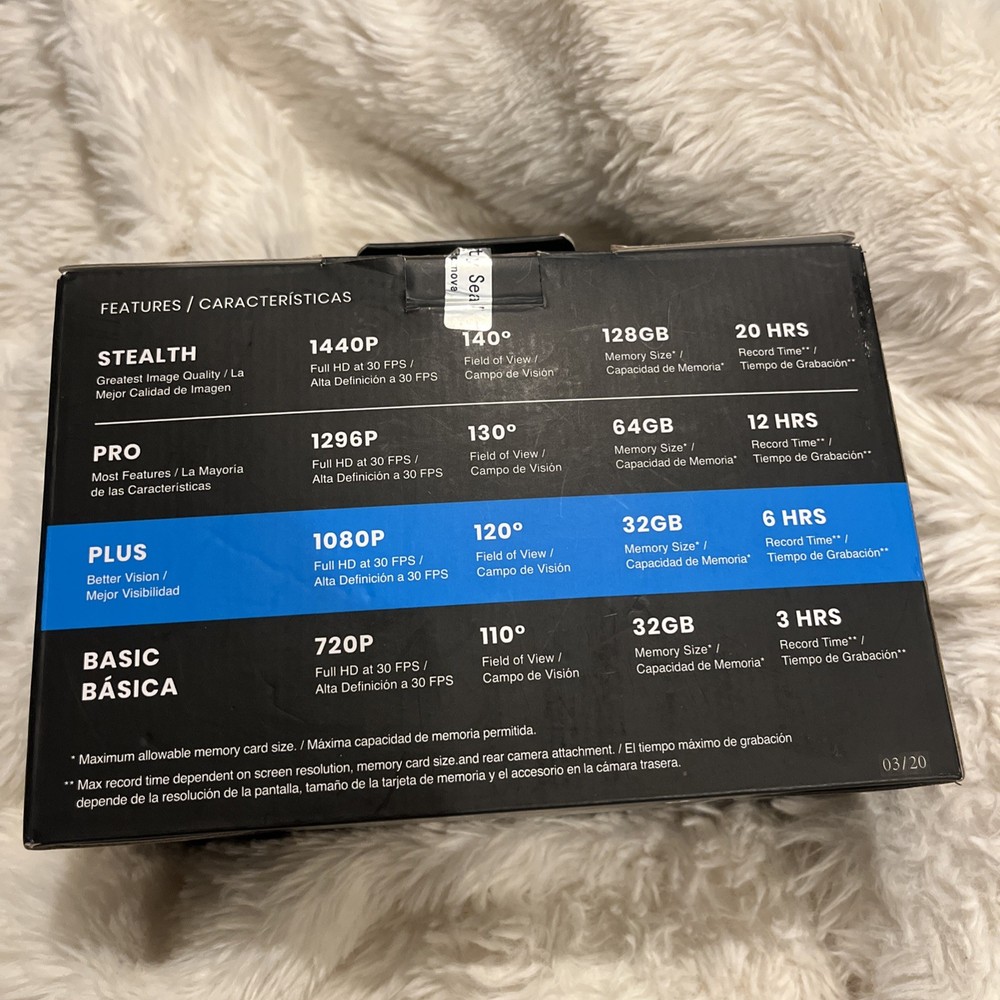 FEATURES / CARACTERÍSTICAS
Sea
nova
STEALTH
Greatest Image Quality / La
Mejor Calidad de Imagen
1440P
Full HD at 30 FPS /
Alta Definición a 30 FPS
140°
Field of View /
Campo de Visión
128GB
Memory Size* /
Capacidad de Memoria*
20 HRS
Record Time** /
Tiempo de Grabación**
PRO
Most Features / La Mayoria
de las Características
1296P
Full HD at 30 FPS /
Alta Definición a 30 FPS
130°
Field of View /
Campo de Visión
64GB
Memory Size* /
Capacidad de Memoria*
12 HRS
Record Time** /
Tiempo de Grabación**
PLUS
Better Vision /
Mejor Visibilidad
1080P
Full HD at 30 FPS /
Alta Definición a 30 FPS
120°
Field of View /
Campo de Visión
32GB
Memory Size* /
Capacidad de Memoria*
6 HRS
Record Time** /
Tiempo de Grabación**
BASIC
BÁSICA
720P
Full HD at 30 FPS /
Alta Definición a 30 FPS
110°
Field of View /
Campo de Visión
32GB
Memory Size* /
Capacidad de Memoria*
3 HRS
Record Time** /
Tiempo de Grabación**
* Maximum allowable memory card size. / Máxima capacidad de memoria permitida.
** Max record time dependent on screen resolution, memory card size.and rear camera attachment. / El tiempo máximo de grabación
depende de la resolución de la pantalla, tamaño de la tarjeta de memoria y el accesorio en la cámara trasera.
03/20